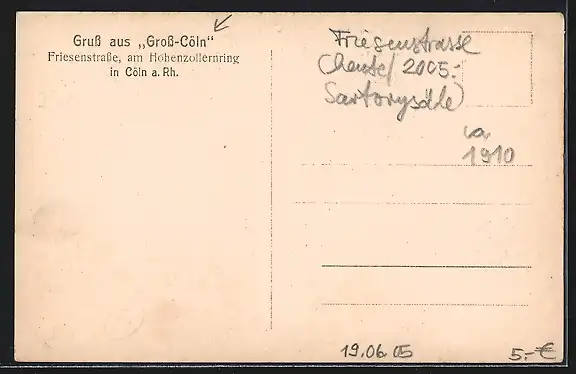 Gruß aus „Groß-Cöln"
Friesenstraße, am Hohenzollernring
in Cöln a. Rh.
Friesenstrasse
(heute/ 2005:-
Sartorysäle)
ca
1910
19.06.05
5.-€